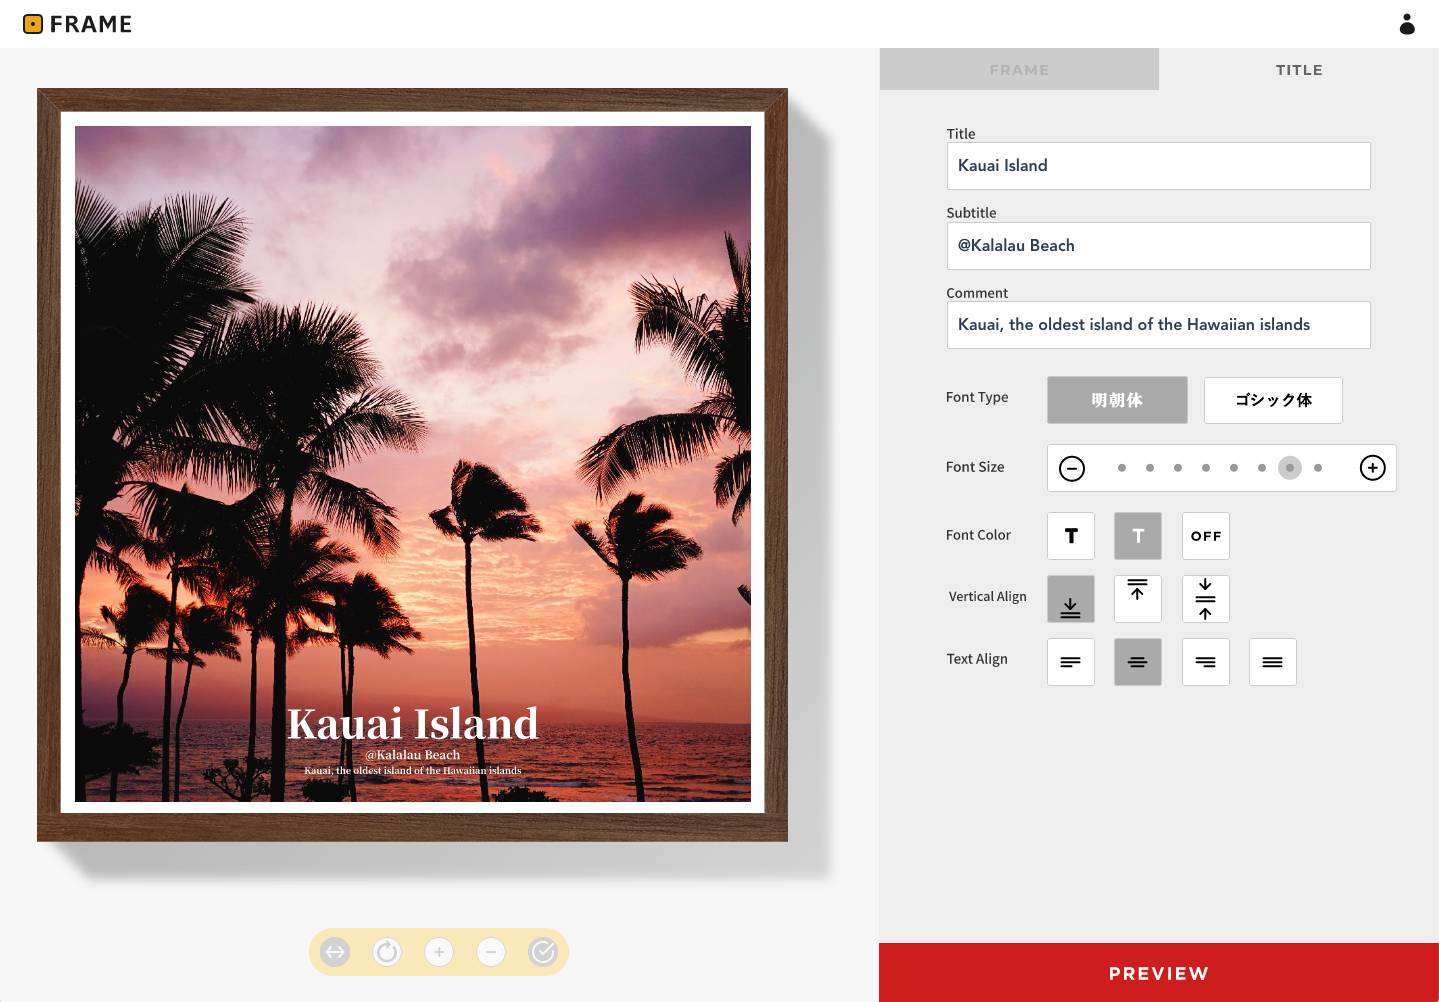 FRAME
FRAME
TITLE
Title
Kauai Island
Subtitle
@Kalalau Beach
Comment
Kauai, the oldest island of the Hawaiian islands
Font Type
明朝体
ゴシック体
Font Size
Font Color
T
T
OFF
Vertical Align
Text Align
Kauai Island
@Kalalau Beach
Kauai, the oldest island of the Hawaiian islands
PREVIEW